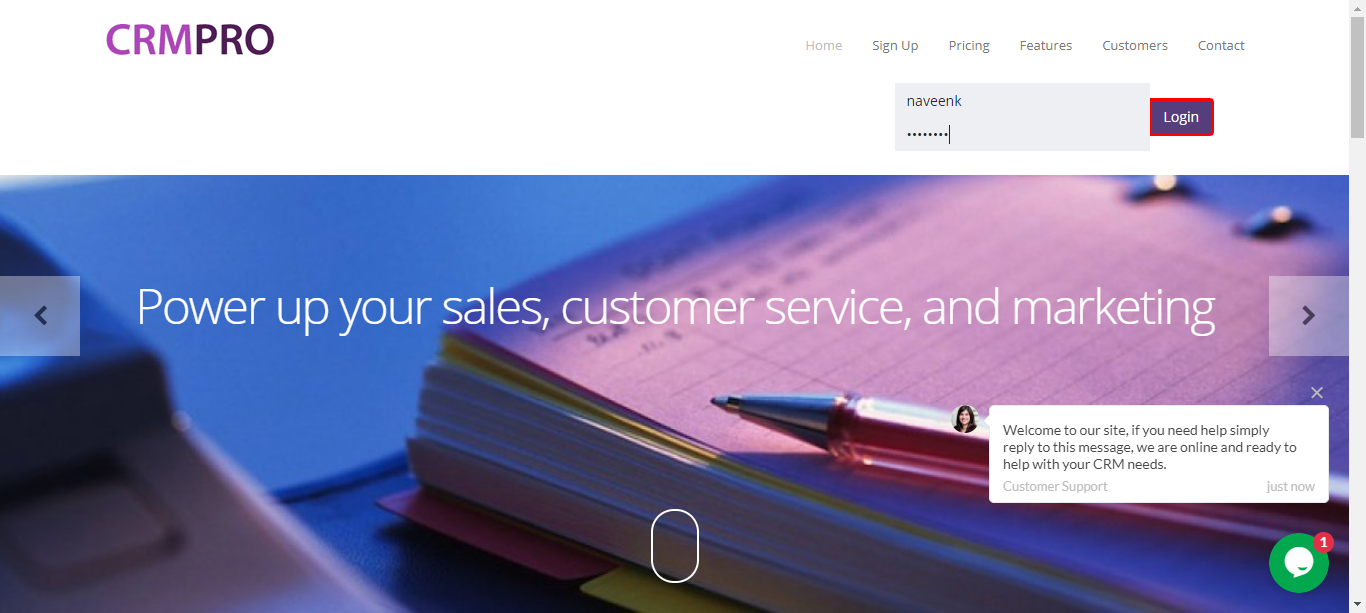 CRMPRO
Home Sign Up Pricing Features Customers Contact
naveenk
••••••••
Login
Power up your sales, customer service, and marketing
Welcome to our site, if you need help simply
reply to this message, we are online and ready to
help with your CRM needs.
Customer Support just now
1